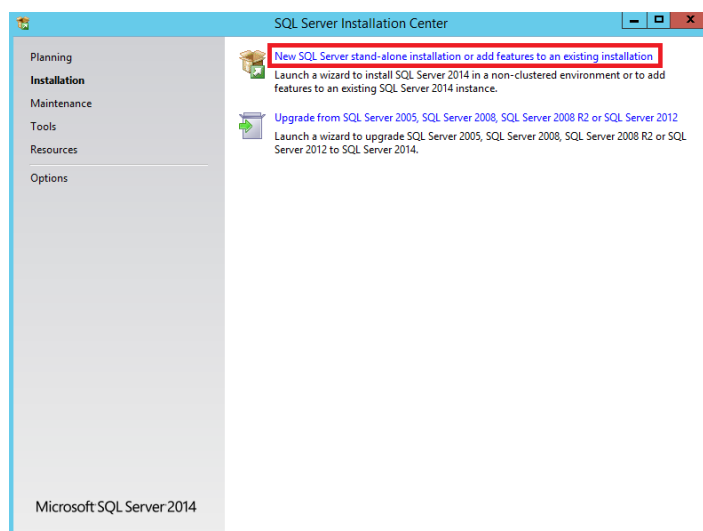 SQL Server Installation Center
Planning
Installation
Maintenance
Tools
Resources
Options
New SQL Server stand-alone installation or add features to an existing installation
Launch a wizard to install SQL Server 2014 in a non-clustered environment or to add
features to an existing SQL Server 2014 instance.
Upgrade from SQL Server 2005, SQL Server 2008, SQL Server 2008 R2 or SQL Server 2012
Launch a wizard to upgrade SQL Server 2005, SQL Server 2008, SQL Server 2008 R2 or SQL
Server 2012 to SQL Server 2014.
Microsoft SQL Server 2014